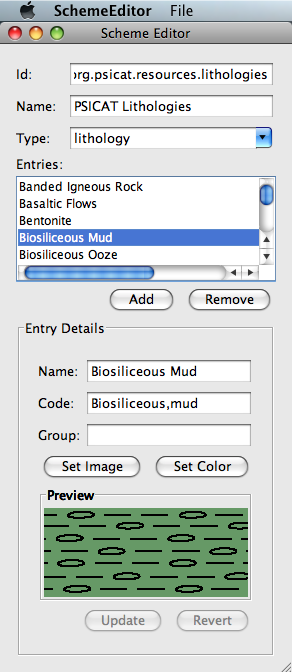 SchemeEditor File
Scheme Editor
Id: org.psicat.resources.lithologies
Name: PSICAT Lithologies
Type: lithology
Entries:
Banded Igneous Rock
Basaltic Flows
Bentonite
Biosiliceous Mud
Biosiliceous Ooze
Add Remove
Entry Details
Name: Biosiliceous Mud
Code: Biosiliceous,mud
Group:
Set Image Set Color
Preview
Update Revert